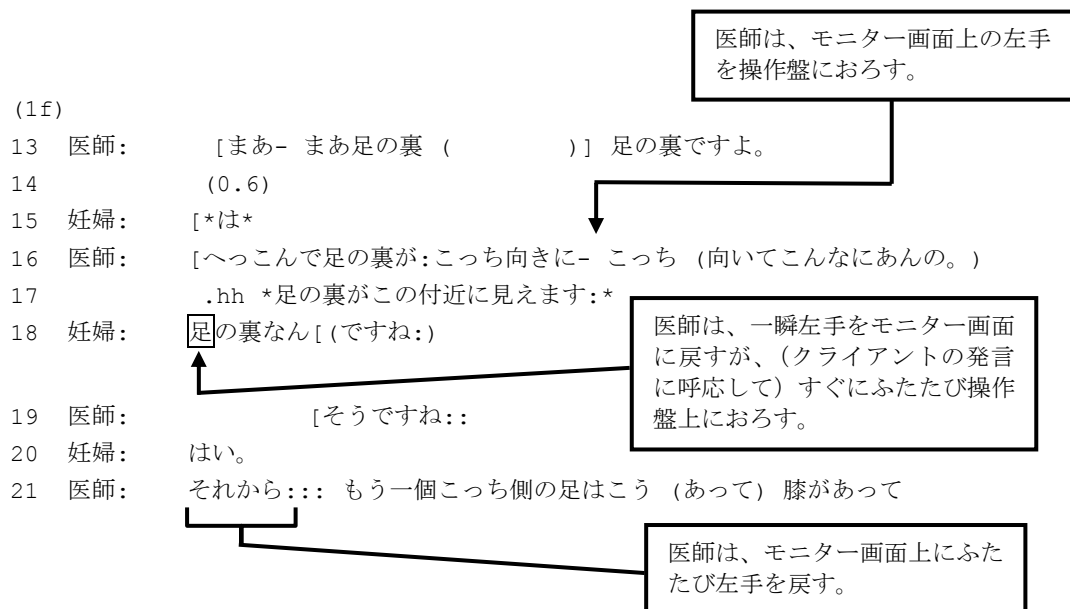 医師は、モニター画面上の左手
を操作盤におろす。
(1f)
13 医師: [まあ- まあ足の裏 ( )] 足の裏ですよ。
14 (0.6)
15 妊婦: [*は*
16 医師: [へっこんで足の裏が:こっち向きに- こっち (向いてこんなにあんの。)
17 .hh *足の裏がこの付近に見えます:*
18 妊婦: 足の裏なん[(ですね:)
医師は、一瞬左手をモニター画面
に戻すが、（クライアントの発言
に呼応して）すぐにふたたび操作
盤上におろす。
19 医師: [そうですね::
20 妊婦: はい。
21 医師: それから::: もう一個こっち側の足はこう (あって) 膝があって
医師は、モニター画面上にふた
たび左手を戻す。